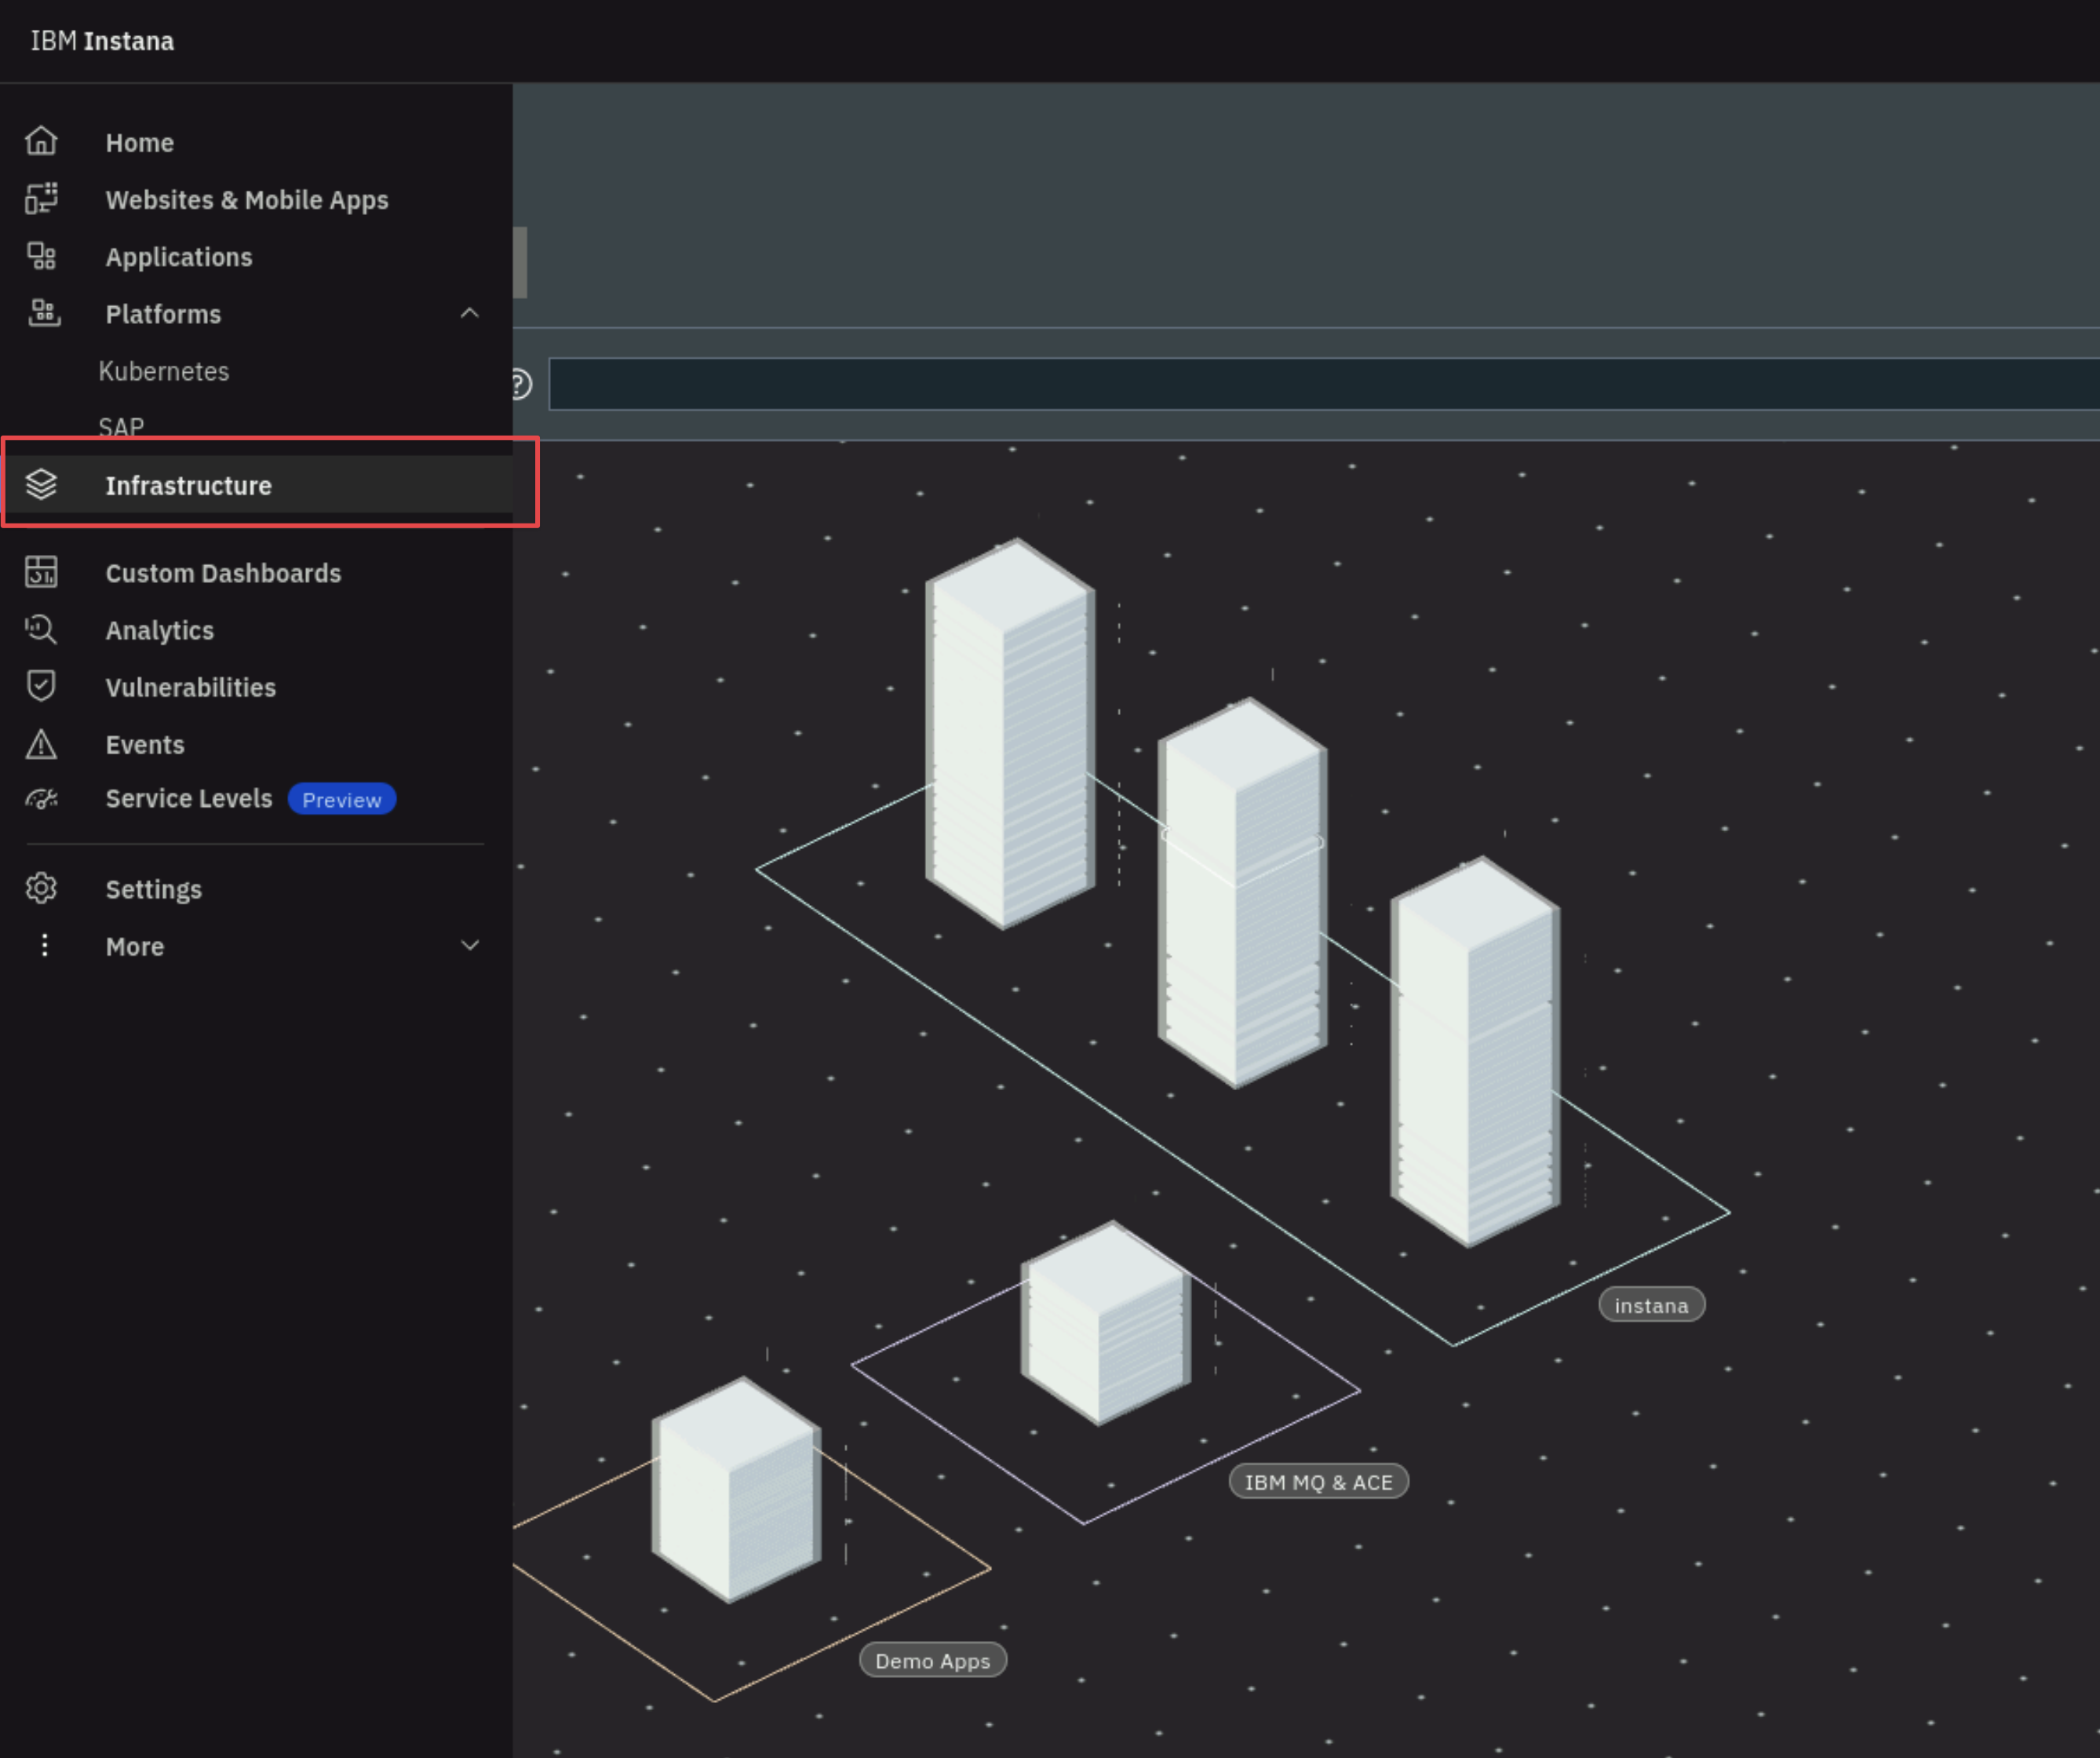 IBM Instana
Home
Websites & Mobile Apps
Applications
Platforms
Kubernetes
SAP
Infrastructure
Custom Dashboards
Analytics
Vulnerabilities
Events
Service Levels Preview
Settings
More
?
instana
IBM MQ & ACE
Demo Apps